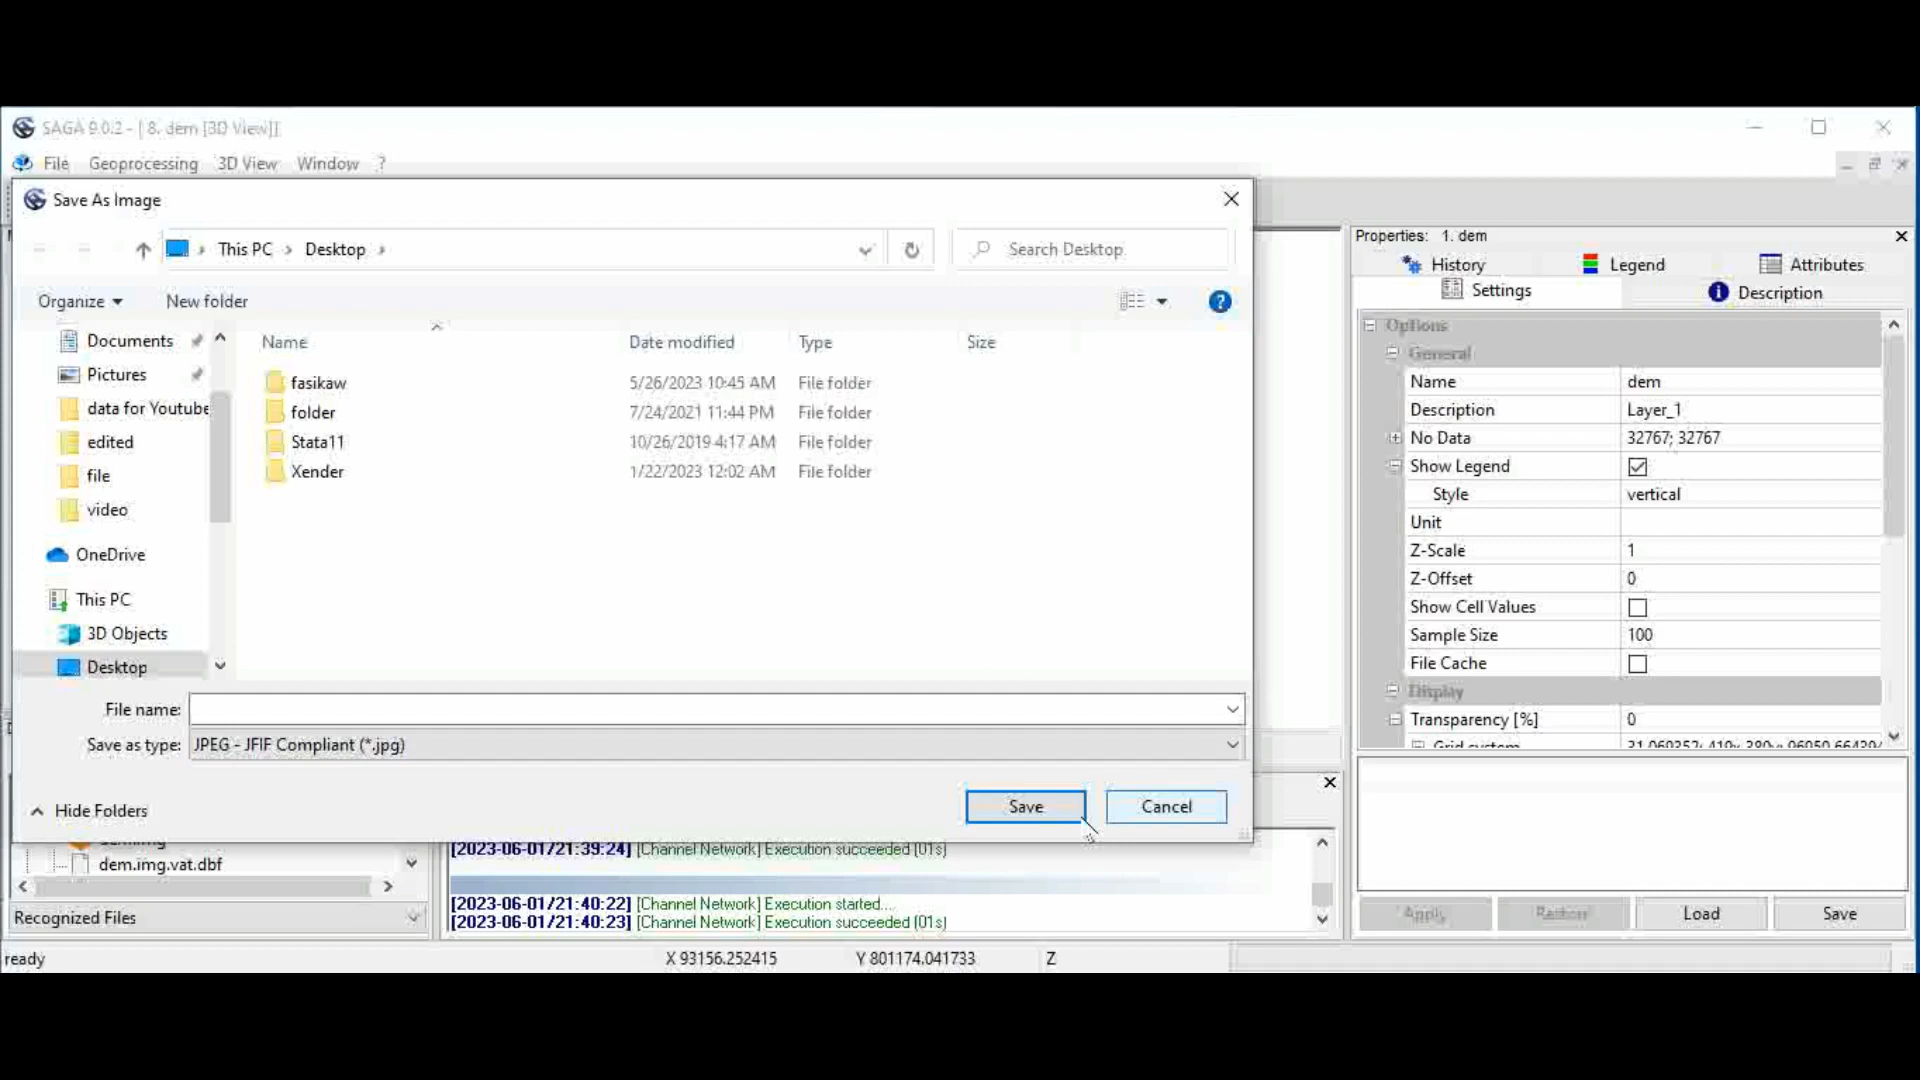 SAGA 9.0.2 - [ 8. dem [3D View]]
File Geoprocessing 3D View Window ?
Save As Image
This PC > Desktop >
Search Desktop
Organize
New folder
Documents
Pictures
data for Youtube
edited
file
video
OneDrive
This PC
3D Objects
Desktop
Name Date modified Type Size
fasikaw 5/26/2023 10:45 AM File folder
folder 7/24/2021 11:44 PM File folder
Stata11 10/26/2019 4:17 AM File folder
Xender 1/22/2023 12:02 AM File folder
File name:
Save as type: JPEG - JFIF Compliant (*.jpg)
Hide Folders
Save
Cancel
dem.img.vat.dbf
Recognized Files
[2023-06-01/21:39:24] [Channel Network] Execution succeeded (01s)
[2023-06-01/21:40:22] [Channel Network] Execution started...
[2023-06-01/21:40:23] [Channel Network] Execution succeeded (01s)
Properties: 1. dem
History
Legend
Attributes
Settings
Description
Options
General
Name dem
Description Layer_1
No Data 32767; 32767
Show Legend
Style vertical
Unit
Z-Scale 1
Z-Offset 0
Show Cell Values
Sample Size 100
File Cache
Display
Transparency [%] 0
Grid system
Apply Restore Load Save
ready
X 93156.252415
Y 801174.041733
Z